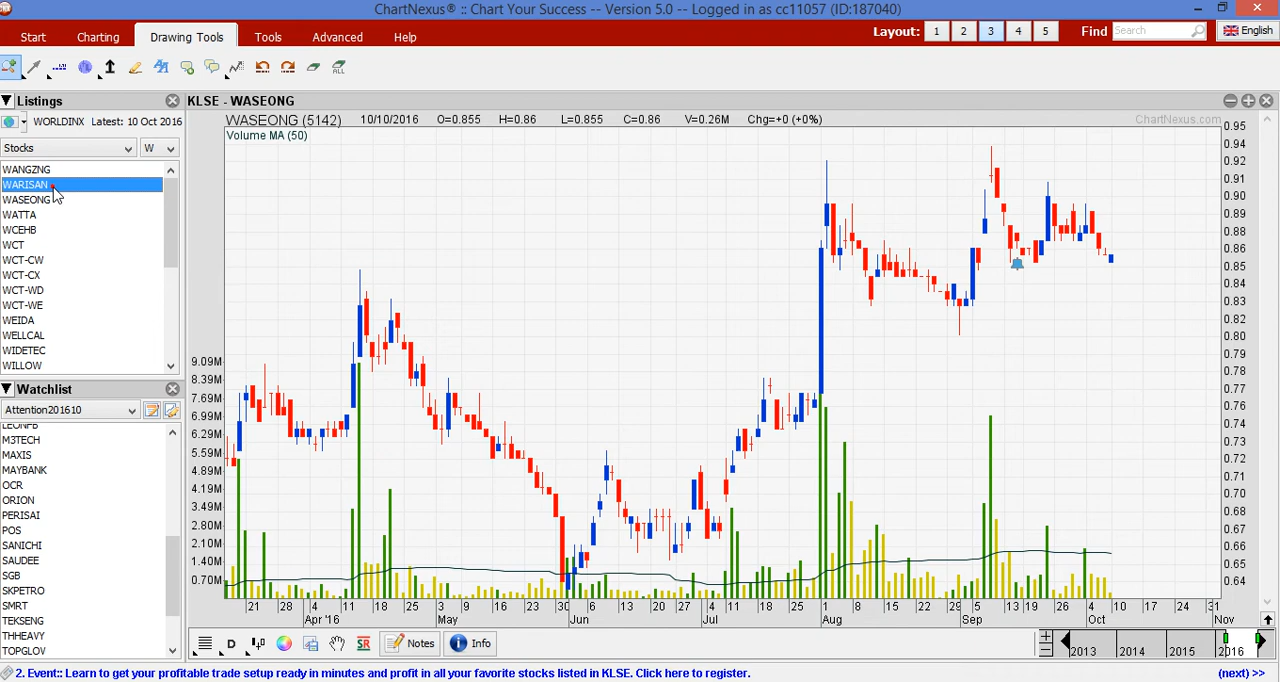 ChartNexus® :: Chart Your Success -- Version 5.0 -- Logged in as cc11057 (ID:187040)
Start Charting Drawing Tools Tools Advanced Help Layout: 1 2 3 4 5 Find Search English
ALL
Listings
WORLDINX Latest: 10 Oct 2016
Stocks W
WANGZNG
WARISAN
WASEONG
WATTA
WCEHB
WCT
WCT-CW
WCT-CX
WCT-WD
WCT-WE
WEIDA
WELLCAL
WIDETEC
WILLOW
Watchlist
Attention201610
LEONFB
M3TECH
MAXIS
MAYBANK
OCR
ORION
PERISAI
POS
SANICHI
SAUDEE
SGB
SKPETRO
SMRT
TEKSENG
THHEAVY
TOPGLOV
KLSE - WASEONG
WASEONG (5142) 10/10/2016 O=0.855 H=0.86 L=0.855 C=0.86 V=0.26M Chg=+0 (+0%) ChartNexus.com
Volume MA (50)
0.95
0.94
0.92
0.91
0.90
0.89
0.88
0.86
0.85
0.84
0.83
0.82
0.80
0.79
0.78
0.77
0.76
0.74
0.73
0.72
0.71
0.70
0.68
0.67
0.66
0.65
0.64
9.09M
8.39M
7.69M
6.99M
6.29M
5.59M
4.89M
4.19M
3.49M
2.80M
2.10M
1.40M
0.70M
21 28 4 11 18 25 3 9 16 23 30 6 13 20 27 4 11 18 25 1 8 15 22 29 5 13 19 26 4 10 17 24 31
Apr '16 May Jun Jul Aug Sep Oct Nov
D SR Notes Info 2013 2014 2015 2016
2. Event:: Learn to get your profitable trade setup ready in minutes and profit in all your favorite stocks listed in KLSE. Click here to register. (next) >>